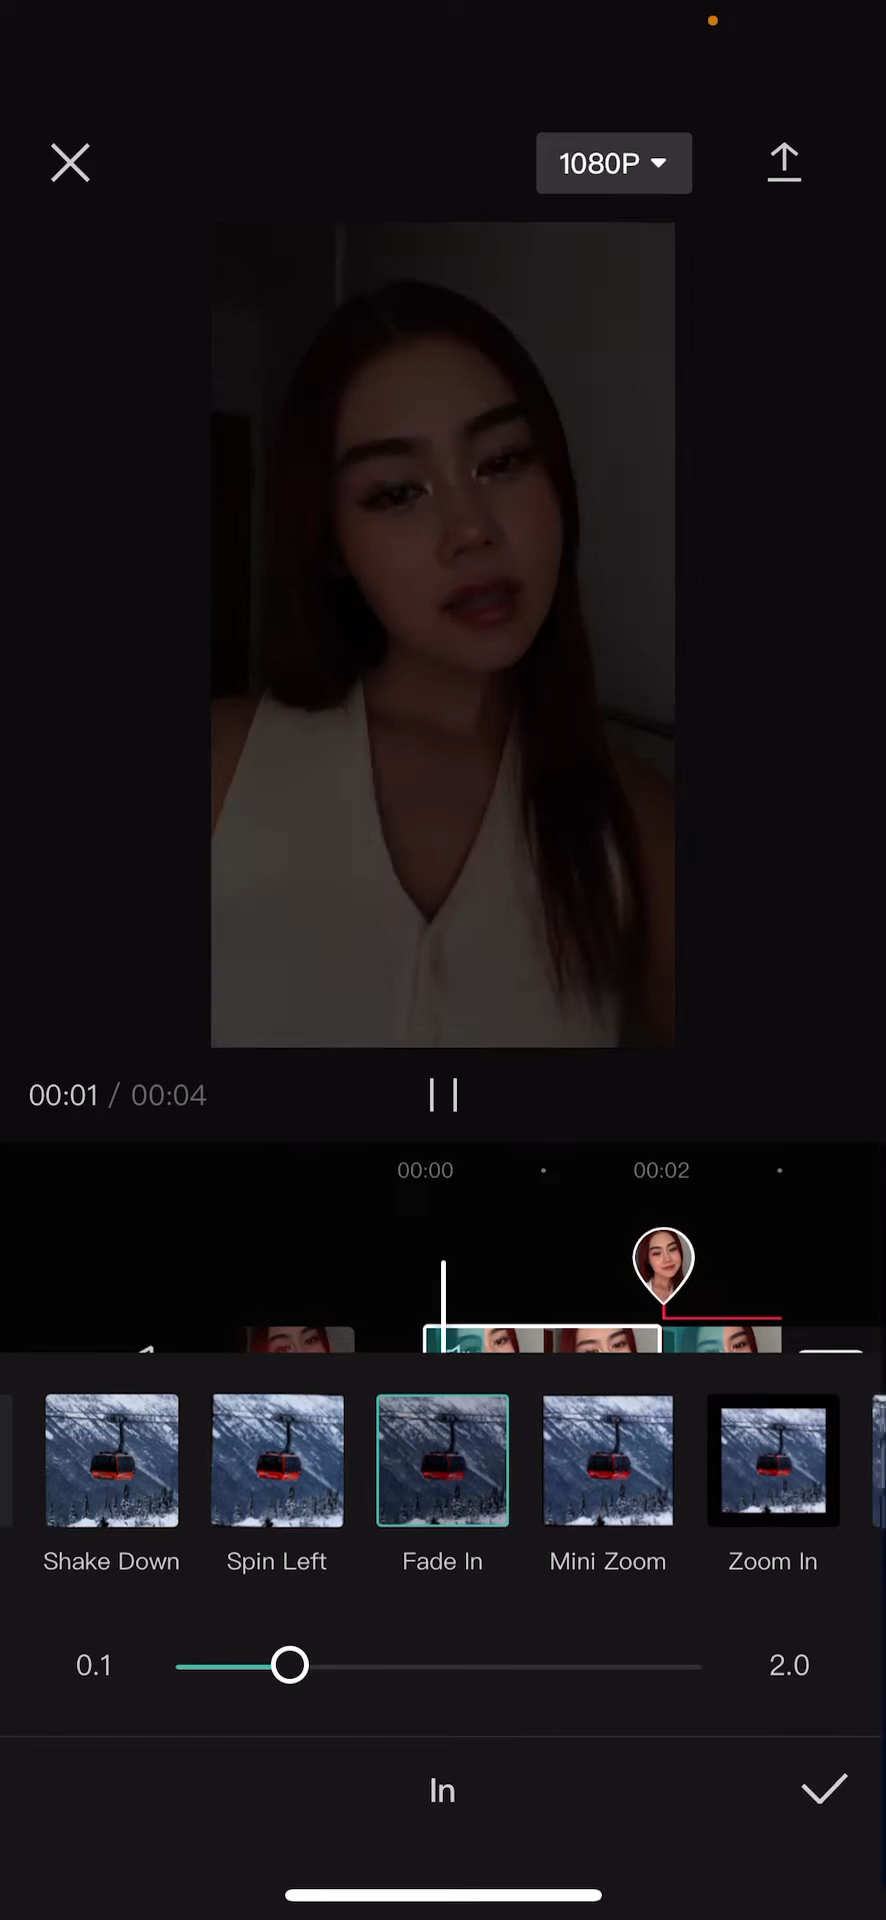 1080P
00:01 / 00:04
00:00 00:02
Shake Down Spin Left Fade In Mini Zoom Zoom In
0.1 2.0
In